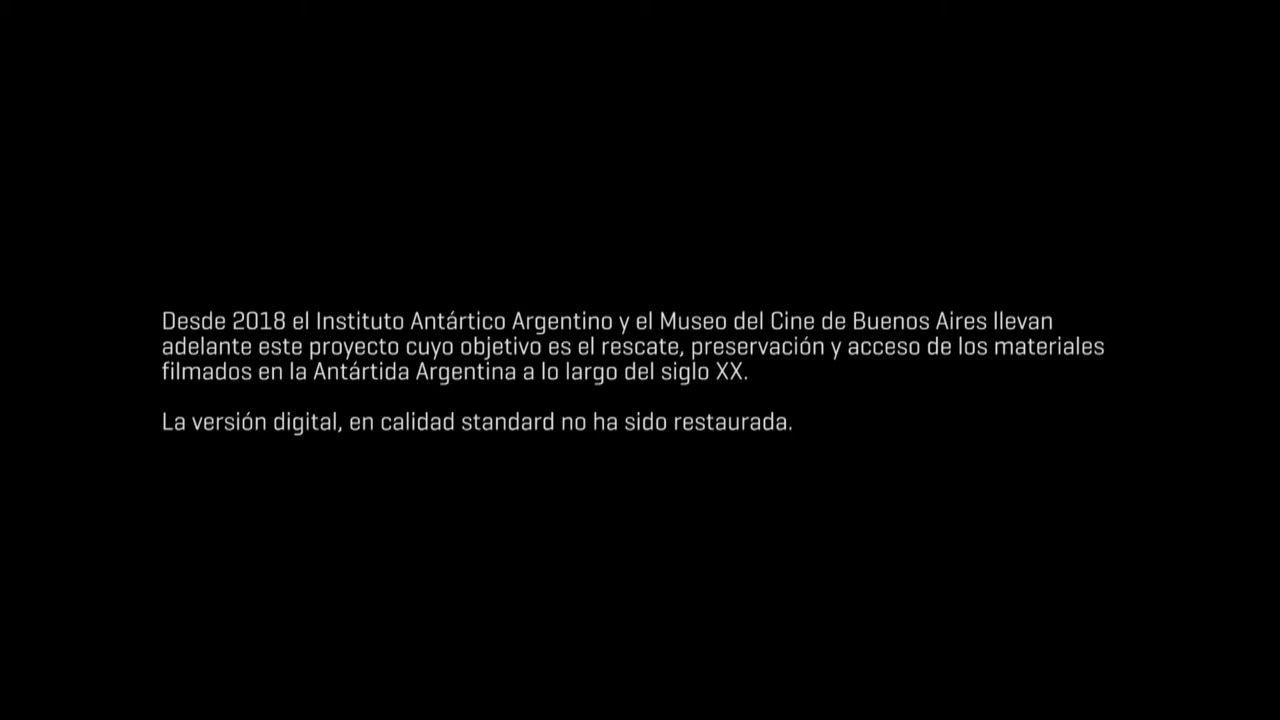 Desde 2018 el Instituto Antártico Argentino y el Museo del Cine de Buenos Aires llevan
adelante este proyecto cuyo objetivo es el rescate, preservación y acceso de los materiales
filmados en la Antártida Argentina a lo largo del siglo XX.
La versión digital, en calidad standard no ha sido restaurada.